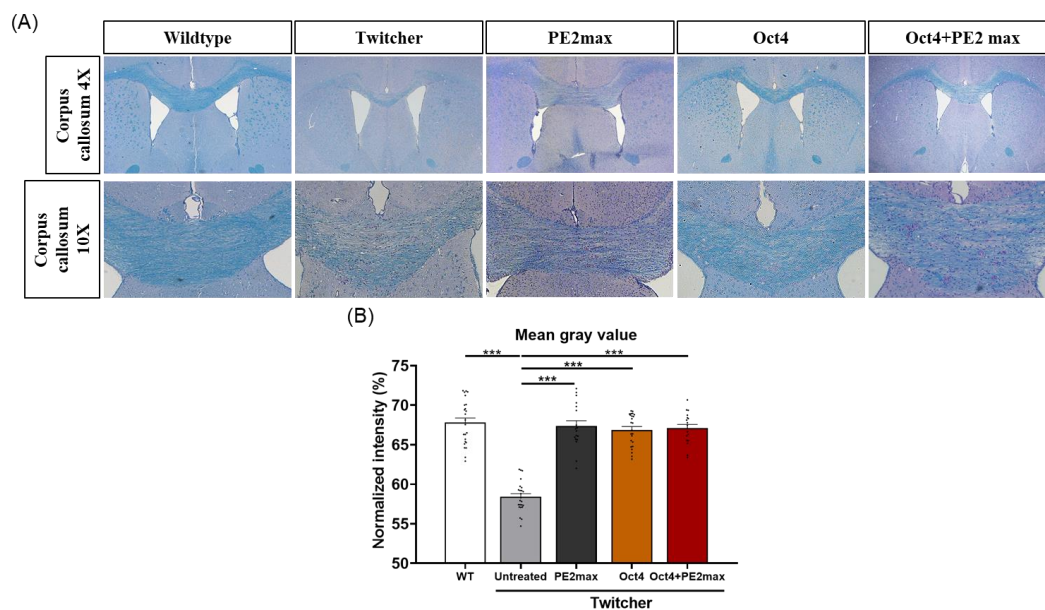 (A)
Wildtype
Twitcher
PE2max
Oct4
Oct4+PE2 max
Corpus
callosum 4X
Corpus
callosum
10X
(B)
Mean gray value
***
***
***
***
Normalized intensity (%)
75
70
65
60
55
50
WT
Untreated
PE2max
Oct4
Oct4+PE2max
Twitcher